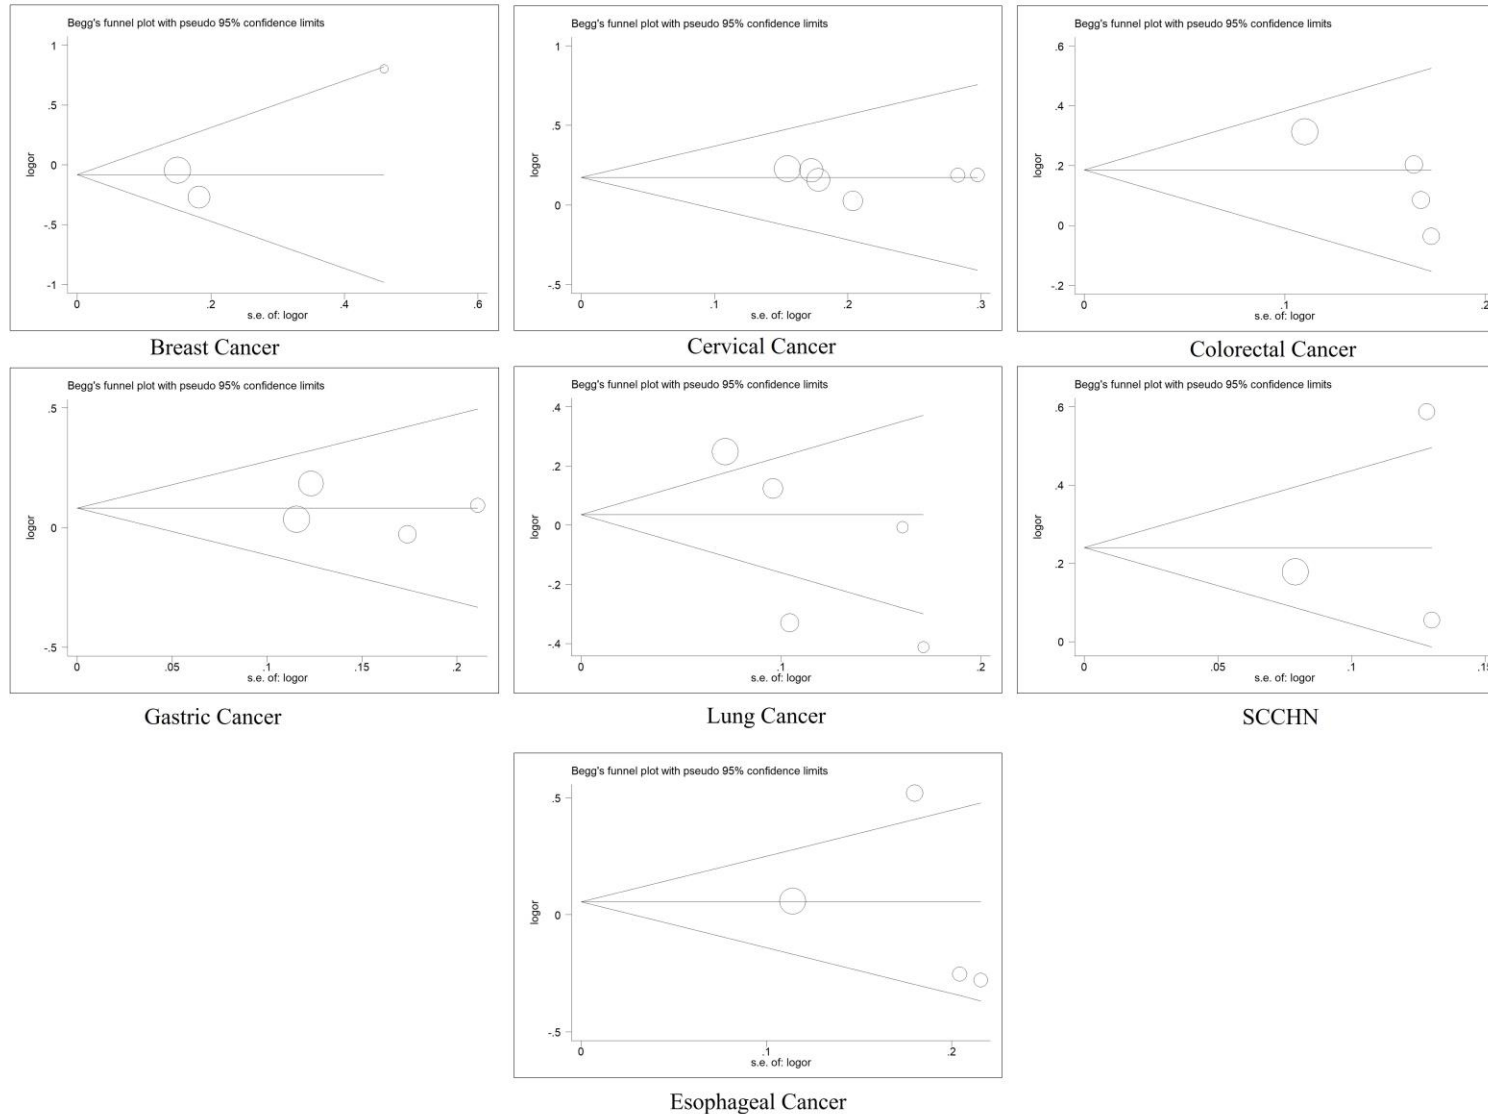 Begg's funnel plot with pseudo 95% confidence limits
1
.5
0
-.5
-1
logor
0 .2 .4 .6
s.e. of: logor
Breast Cancer
Begg's funnel plot with pseudo 95% confidence limits
1
.5
0
-.5
logor
0 .1 .2 .3
s.e. of: logor
Cervical Cancer
Begg's funnel plot with pseudo 95% confidence limits
.6
.4
.2
0
-.2
logor
0 .1 .2
s.e. of: logor
Colorectal Cancer
Begg's funnel plot with pseudo 95% confidence limits
.5
0
-.5
logor
0 .05 .1 .15 .2
s.e. of: logor
Gastric Cancer
Begg's funnel plot with pseudo 95% confidence limits
.4
.2
0
-.2
-.4
logor
0 .1 .2
s.e. of: logor
Lung Cancer
Begg's funnel plot with pseudo 95% confidence limits
.6
.4
.2
0
logor
0 .05 .1 .15
s.e. of: logor
SCCHN
Begg's funnel plot with pseudo 95% confidence limits
.5
0
-.5
logor
0 .1 .2
s.e. of: logor
Esophageal Cancer